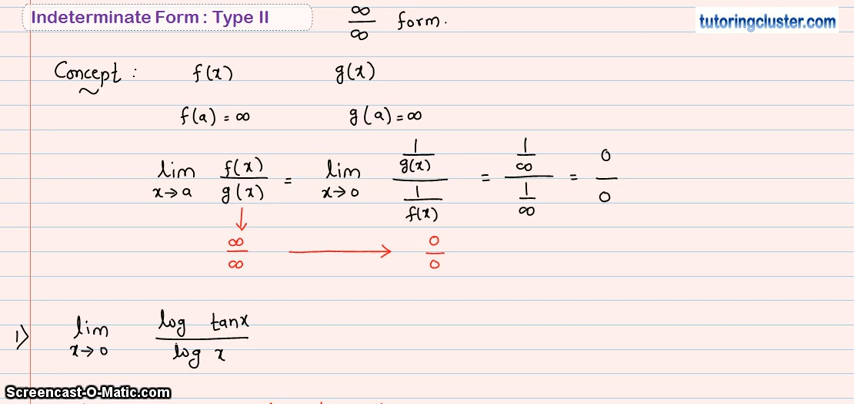 Indeterminate Form : Type II
∞/∞ form.
tutoringcluster.com
Concept : f(x) g(x)
f(a) = ∞ g(a) = ∞
lim x→a f(x)/g(x) = lim x→0 (1/g(x))/(1/f(x)) = (1/∞)/(1/∞) = 0/0
↓
∞/∞ → 0/0
1) lim x→0 log tanx / log x
Screencast-O-Matic.com